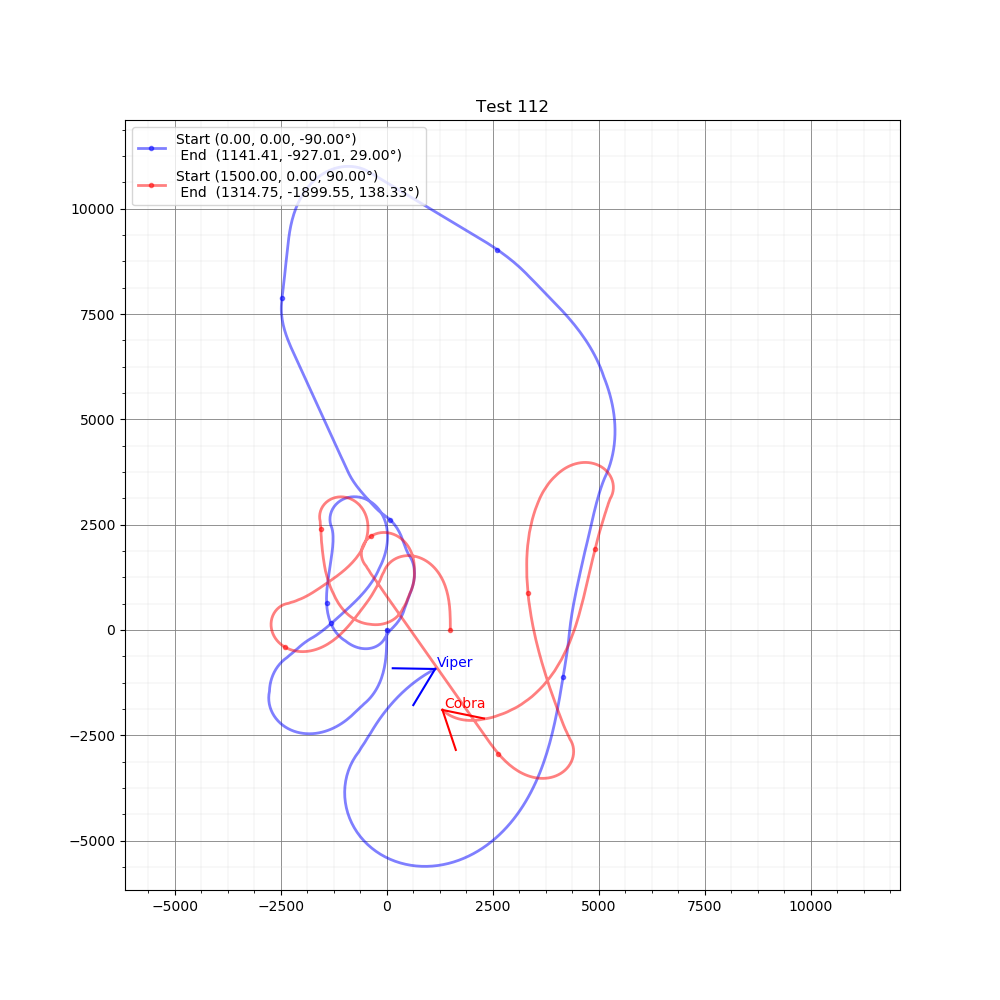 Test 112
Start (0.00, 0.00, -90.00°)
End  (1141.41, -927.01, 29.00°)
Start (1500.00, 0.00, 90.00°)
End  (1314.75, -1899.55, 138.33°)
10000
7500
5000
2500
0
−2500
−5000
Viper
Cobra
−5000 −2500 0 2500 5000 7500 10000